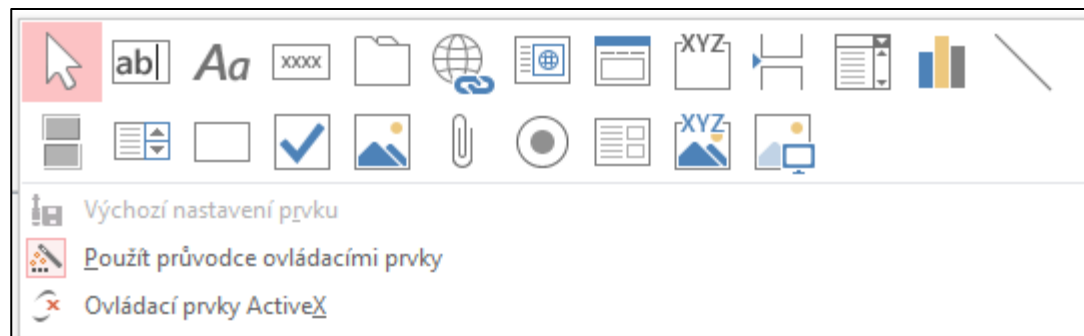 ab Aa xxxx XYZ
XYZ
Výchozí nastavení prvku
Použít průvodce ovládacími prvky
Ovládací prvky ActiveX